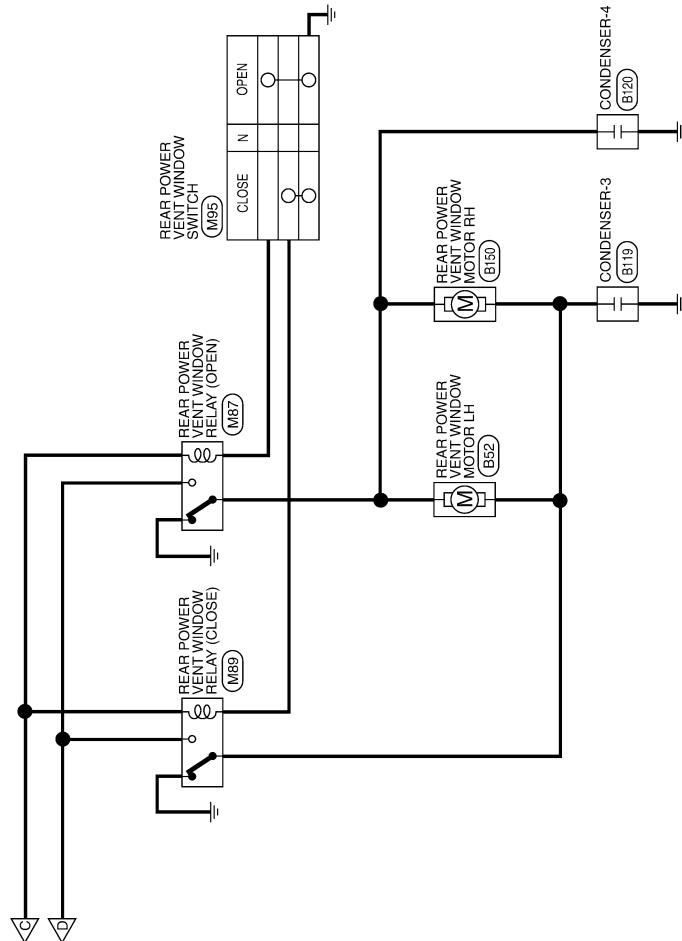 C
D
REAR POWER
VENT WINDOW
RELAY (CLOSE)
M89
REAR POWER
VENT WINDOW
RELAY (OPEN)
M87
REAR POWER
VENT WINDOW
SWITCH
M95
CLOSE
N
OPEN
REAR POWER
VENT WINDOW
MOTOR LH
B52
M
REAR POWER
VENT WINDOW
MOTOR RH
B150
M
CONDENSER-3
B119
CONDENSER-4
B120